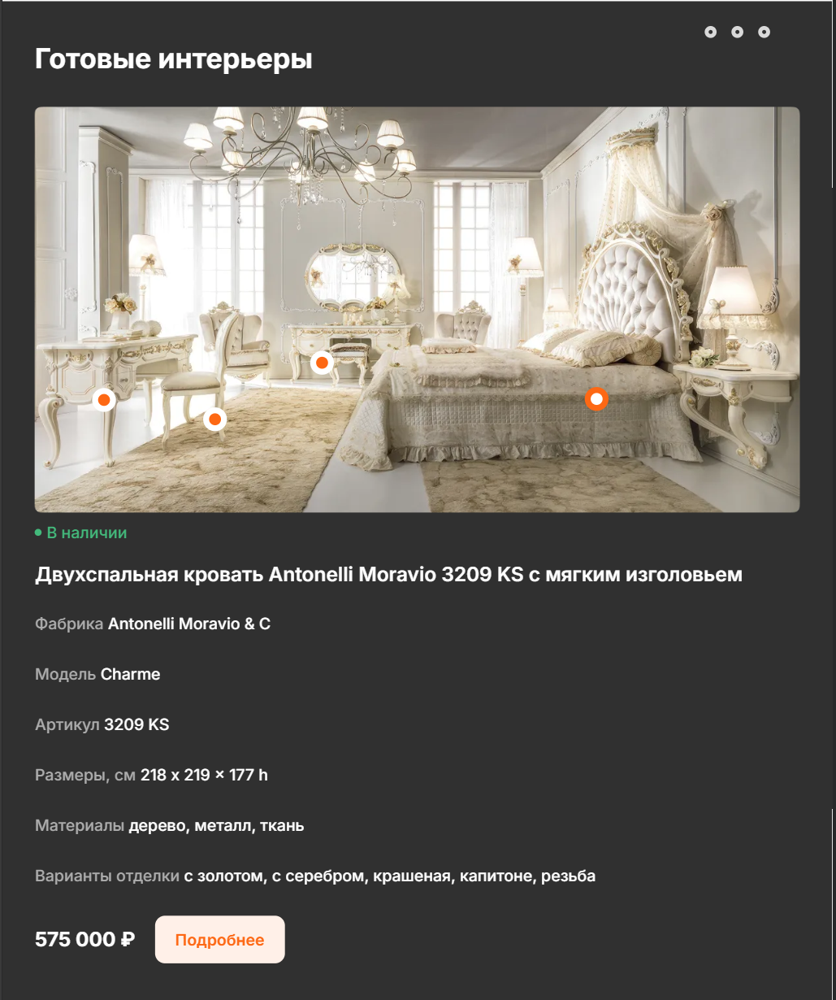 Готовые интерьеры
В наличии
Двухспальная кровать Antonelli Moravio 3209 KS с мягким изголовьем
Фабрика Antonelli Moravio & C
Модель Charme
Артикул 3209 KS
Размеры, см 218 x 219 × 177 h
Материалы дерево, металл, ткань
Варианты отделки с золотом, с серебром, крашеная, капитоне, резьба
575 000 ₽ Подробнее